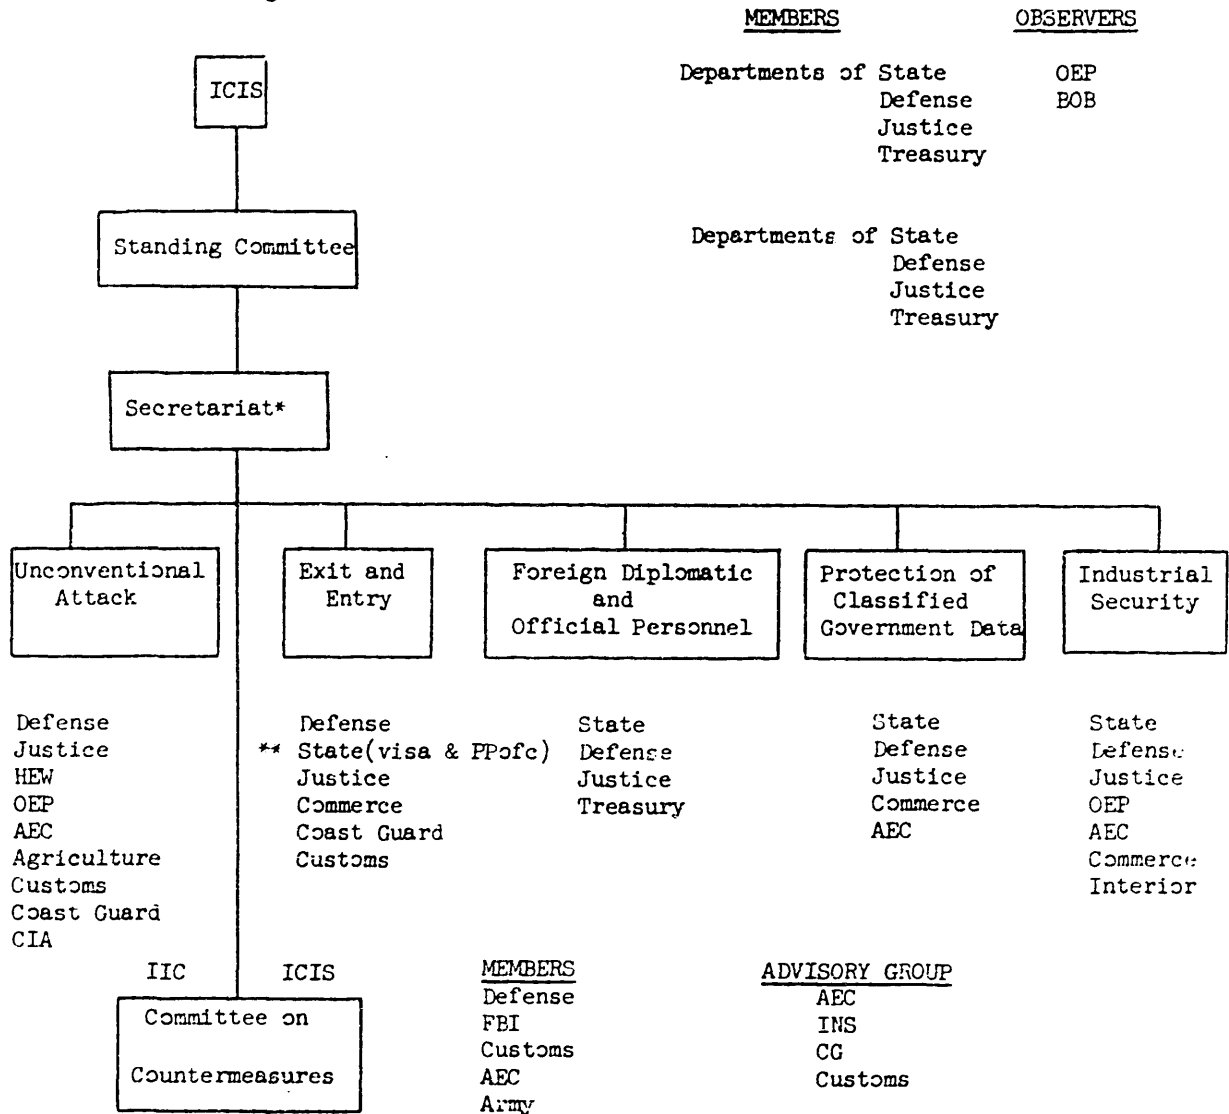 MEMBERS OBSERVERS
ICIS
Departments of State OEP
Defense BOB
Justice
Treasury
Standing Committee
Departments of State
Defense
Justice
Treasury
Secretariat*
Unconventional
Attack
Exit and
Entry
Foreign Diplomatic
and
Official Personnel
Protection of
Classified
Government Data
Industrial
Security
Defense
Justice
HEW
OEP
AEC
Agriculture
Customs
Coast Guard
CIA
Defense
** State(visa & PPofc)
Justice
Commerce
Coast Guard
Customs
State
Defense
Justice
Treasury
State
Defense
Justice
Commerce
AEC
State
Defense
Justice
OEP
AEC
Commerce
Interior
IIC ICIS
Committee on
Countermeasures
MEMBERS
Defense
FBI
Customs
AEC
Army
ADVISORY GROUP
AEC
INS
CG
Customs